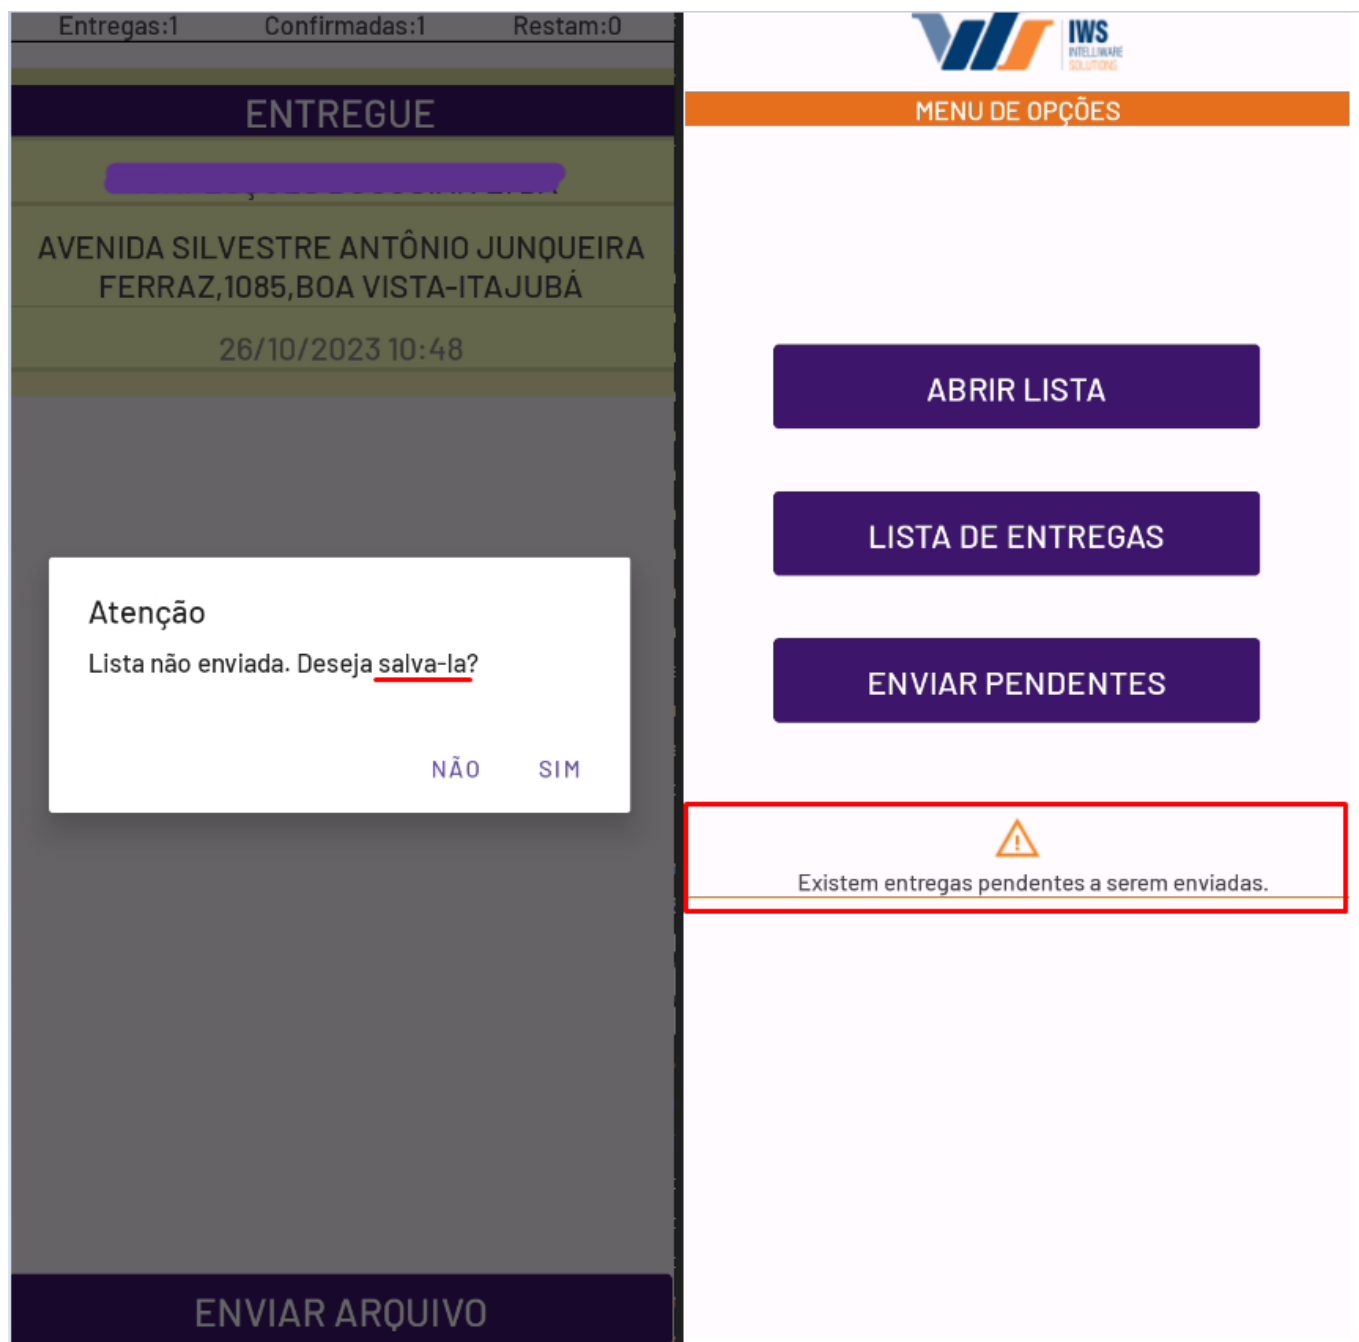 Entregas:1 Confirmadas:1 Restam:0
ENTREGUE
AVENIDA SILVESTRE ANTÔNIO JUNQUEIRA
FERRAZ,1085,BOA VISTA-ITAJUBÁ
26/10/2023 10:48
Atenção
Lista não enviada. Deseja salva-la?
NÃO SIM
ENVIAR ARQUIVO
IWS
INTELLIWARE
SOLUTIONS
MENU DE OPÇÕES
ABRIR LISTA
LISTA DE ENTREGAS
ENVIAR PENDENTES
Existem entregas pendentes a serem enviadas.